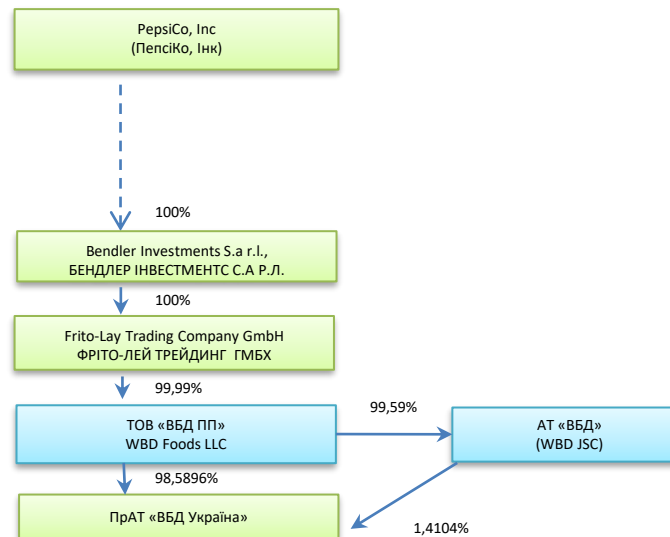 PepsiCo, Inc
(ПепсіКо, Інк)
100%
Bendler Investments S.a r.l.,
БЕНДЛЕР ІНВЕСТМЕНТС С.А Р.Л.
100%
Frito-Lay Trading Company GmbH
ФРІТО-ЛЕЙ ТРЕЙДИНГ ГМБХ
99,99%
ТОВ «ВБД ПП»
WBD Foods LLC
99,59%
АТ «ВБД»
(WBD JSC)
98,5896%
ПрАТ «ВБД Україна»
1,4104%